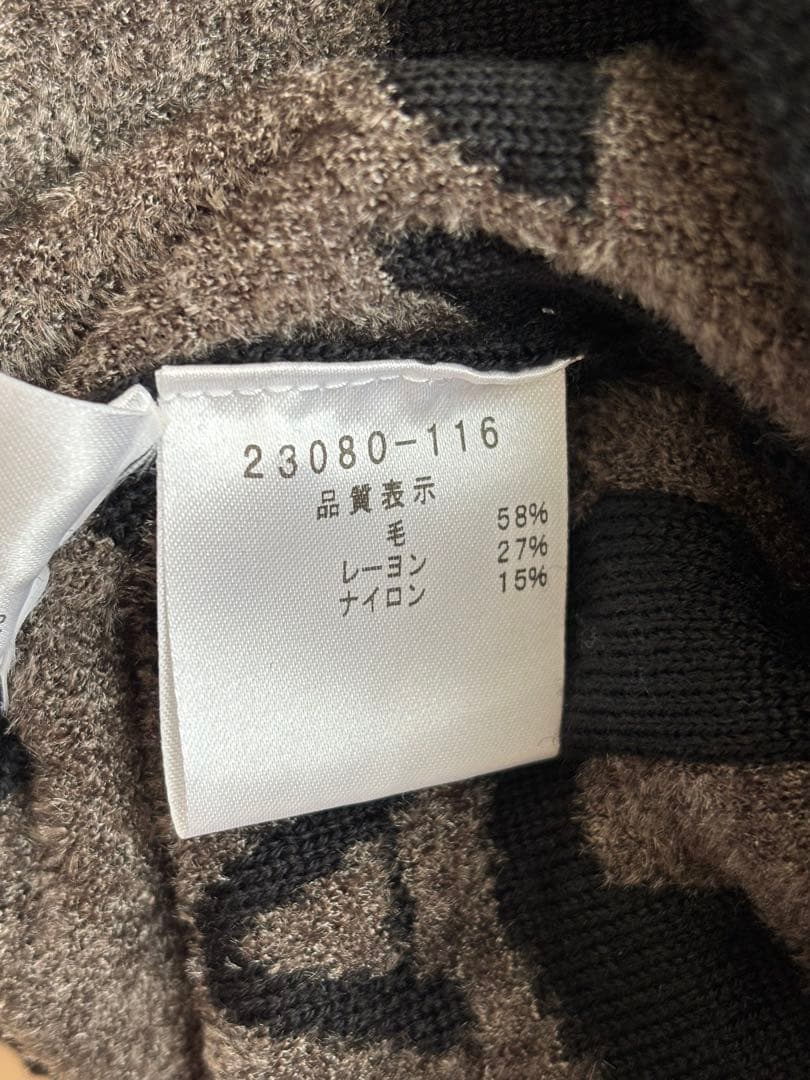 23080-116
品質表示
毛 58%
レーヨン 27%
ナイロン 15%